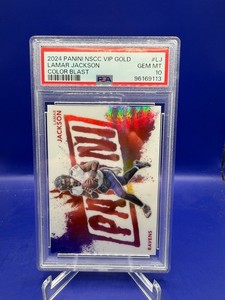 2024 PANINI NSCC VIP GOLD #LJ
LAMAR JACKSON GEM MT
COLOR BLAST 10
PSA 96169113
LAMAR
JACKSON
PANINI
RAVENS